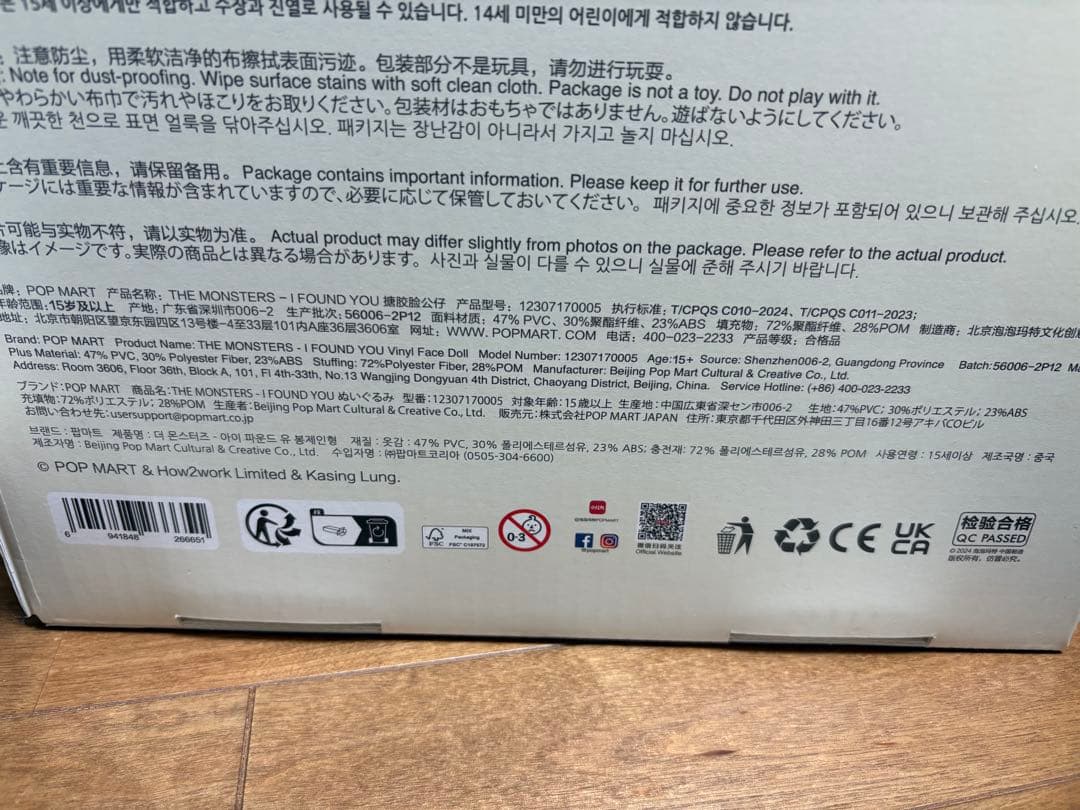 은 15세 이상에게만 적합하고 수장과 진열로 사용될 수 있습니다. 14세 미만의 어린이에게 적합하지 않습니다.
注意防尘，用柔软洁净的布擦拭表面污迹。包装部分不是玩具，请勿进行玩耍。
Note for dust-proofing. Wipe surface stains with soft clean cloth. Package is not a toy. Do not play with it.
やわらかい布巾で汚れやほこりをお取りください。包装材はおもちゃではありません。遊ばないようにしてください。
깨끗한 천으로 표면 얼룩을 닦아주십시오. 패키지는 장난감이 아니라서 가지고 놀지 마십시오.
含有重要信息，请保留备用。 Package contains important information. Please keep it for further use.
ケージには重要な情報が含まれていますので、必要に応じて保管しておいてください。 패키지에 중요한 정보가 포함되어 있으니 보관해 주십시오.
片可能与实物不符，请以实物为准。 Actual product may differ slightly from photos on the package. Please refer to the actual product.
像はイメージです。実際の商品とは異なる場合があります。 사진과 실물이 다를 수 있으니 실물에 준해 주시기 바랍니다.
品牌：POP MART 产品名称：THE MONSTERS – I FOUND YOU 搪胶脸公仔 产品型号：12307170005 执行标准：T/CPQS C010-2024、T/CPQS C011-2023；
年龄范围：15岁及以上 产地：广东省深圳市006-2 生产批次：56006-2P12 面料材质：47% PVC、30%聚酯纤维、23%ABS 填充物：72%聚酯纤维、28%POM 制造商：北京泡泡玛特文化创
地址：北京市朝阳区望京东园四区13号楼-4至33层101内A座36层3606室 网址：WWW. POPMART. COM 电话：400-023-2233 产品等级：合格品
Brand: POP MART Product Name: THE MONSTERS – I FOUND YOU Vinyl Face Doll Model Number: 12307170005 Age:15+ Source: Shenzhen006-2, Guangdong Province Batch:56006-2P12 Ma
Plus Material: 47% PVC, 30% Polyester Fiber, 23%ABS Stuffing: 72%Polyester Fiber, 28%POM Manufacturer: Beijing Pop Mart Cultural & Creative Co., Ltd.
Address: Room 3606, Floor 36th, Block A, 101, Fl 4th-33th, No.13 Wangjing Dongyuan 4th District, Chaoyang District, Beijing, China. Service Hotline: (+86) 400-023-2233
ブランド：POP MART 商品名：THE MONSTERS – I FOUND YOU ぬいぐるみ 型番：12307170005 対象年齢：15歳以上 生産地：中国広東省深セン市006-2 生地：47%PVC；30%ポリエステル；23%ABS
充填物：72%ポリエステル；28%POM 生産者：Beijing Pop Mart Cultural & Creative Co., Ltd. 販売元：株式会社POP MART JAPAN 住所：東京都千代田区外神田三丁目16番12号アキバCOビル
お問い合わせ先：usersupport@popmart.co.jp
브랜드 : 팝마트 제품명 : 더 몬스터즈 - 아이 파운드 유 봉제인형 재질 : 옷감 : 47% PVC, 30% 폴리에스테르섬유, 23% ABS; 충전재: 72% 폴리에스테르섬유, 28% POM 사용연령 : 15세이상 제조국명 : 중국
제조자명 : Beijing Pop Mart Cultural & Creative Co., Ltd. 수입자명 : ㈜팝마트코리아 (0505-304-6600)
© POP MART & How2work Limited & Kasing Lung.
6 941848 266651
FSC
MIX
Packaging
FSC® C167572
0-3
小红书
@popmart
Official Website
CE
UK
CA
检验合格
QC PASSED
© 2024 泡泡玛特 中国制造
版权所有，仿冒必究。